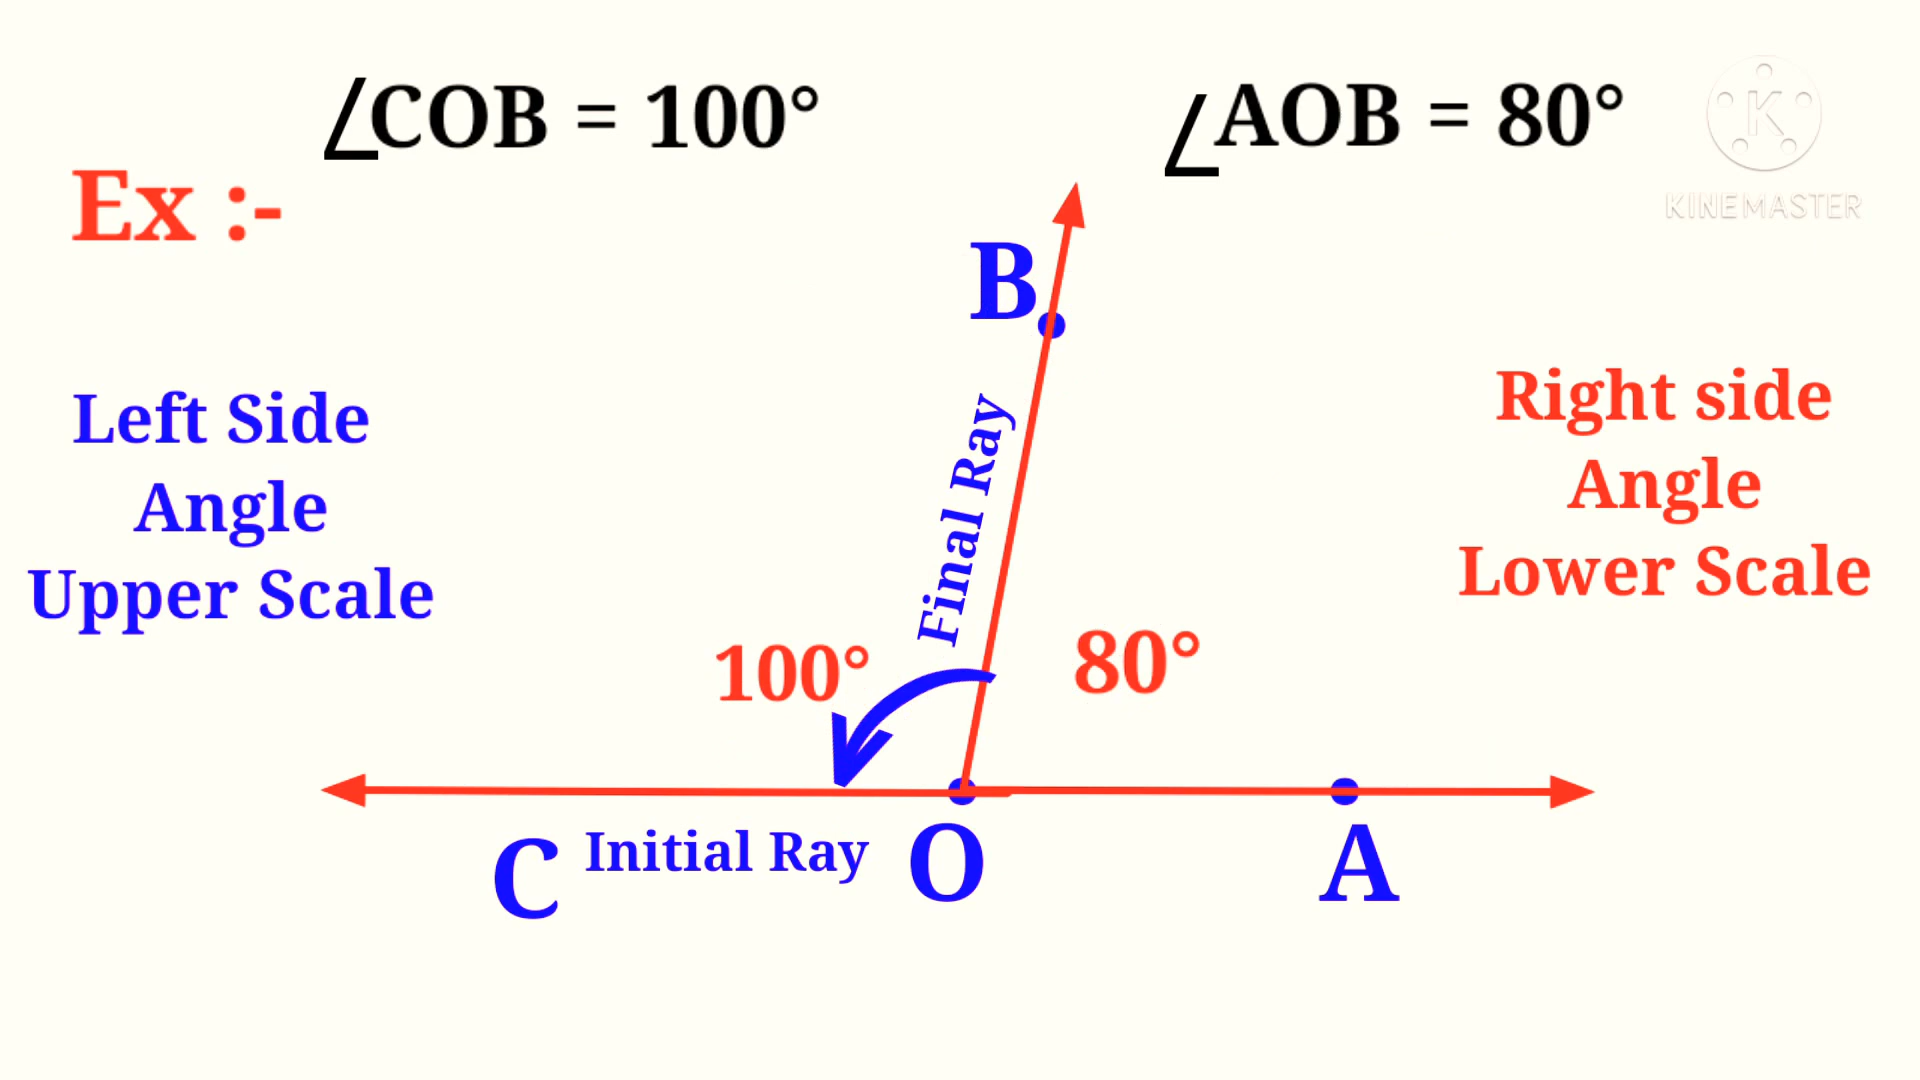 ∠COB = 100°
∠AOB = 80°
K
KINEMASTER
Ex :-
B
Left Side
Angle
Upper Scale
Right side
Angle
Lower Scale
Final Ray
100°
80°
C
Initial Ray
O
A